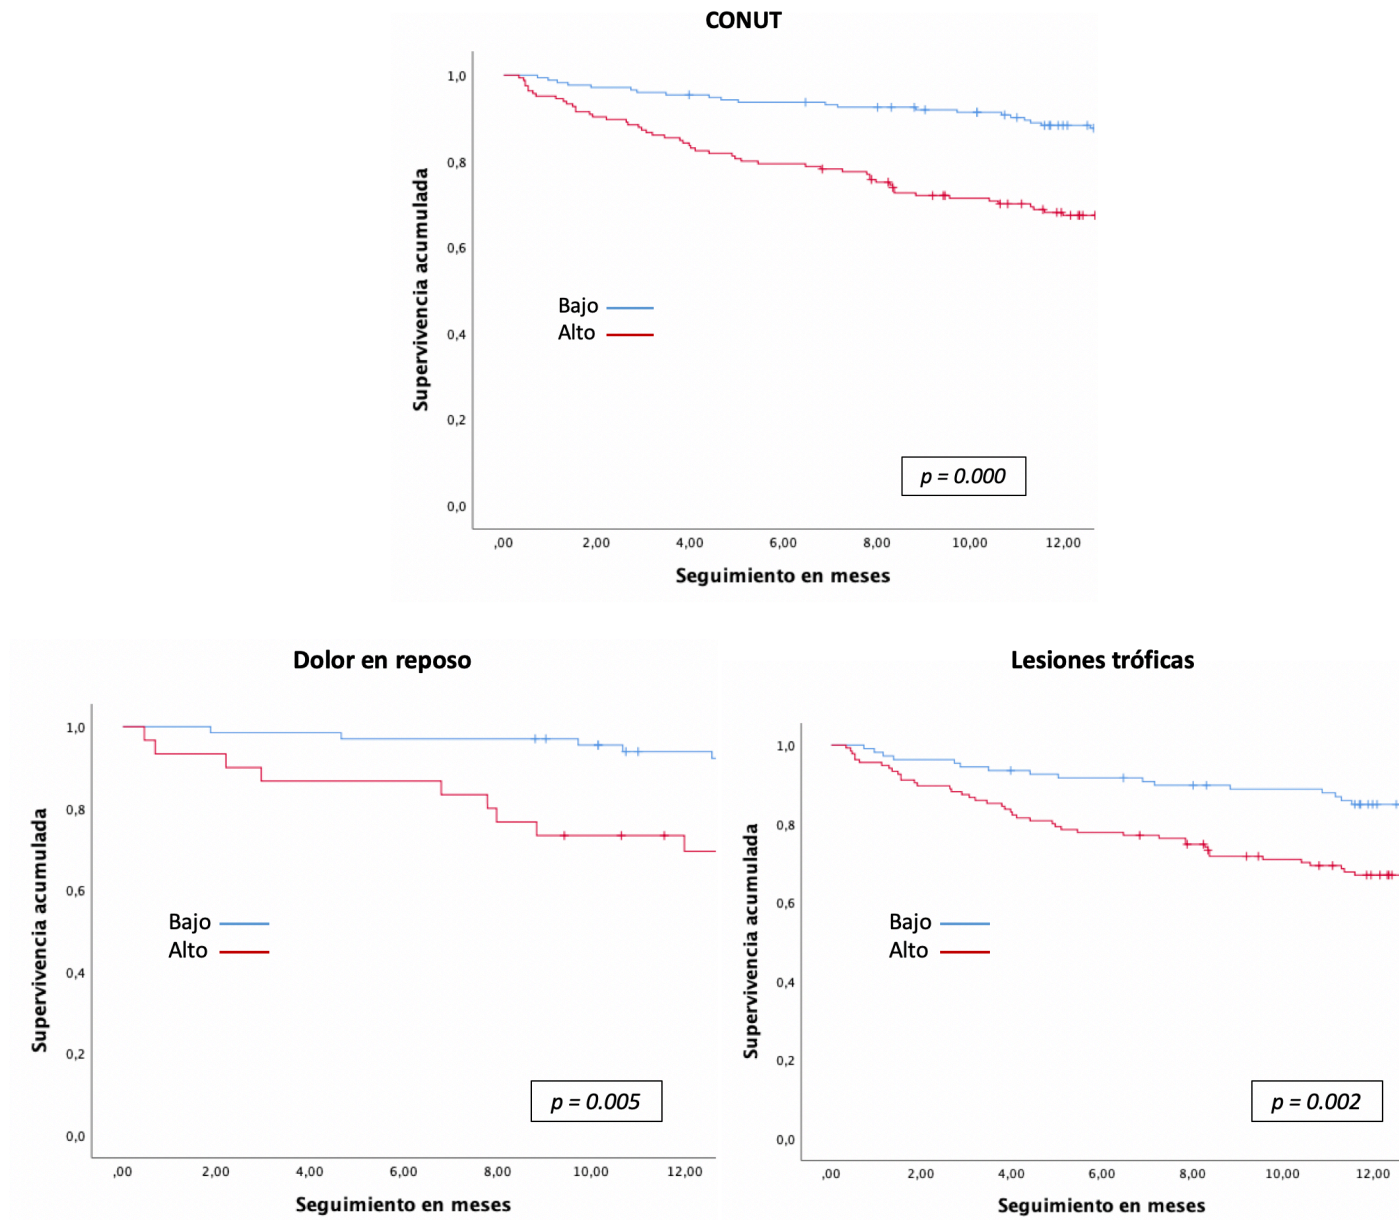 CONUT
Supervivencia acumulada
1,0
0,8
0,6
0,4
0,2
0,0
Bajo
Alto
p = 0.000
,00 2,00 4,00 6,00 8,00 10,00 12,00
Seguimiento en meses
Dolor en reposo
Supervivencia acumulada
1,0
0,8
0,6
0,4
0,2
0,0
Bajo
Alto
p = 0.005
,00 2,00 4,00 6,00 8,00 10,00 12,00
Seguimiento en meses
Lesiones tróficas
Supervivencia acumulada
1,0
0,8
0,6
0,4
0,2
0,0
Bajo
Alto
p = 0.002
,00 2,00 4,00 6,00 8,00 10,00 12,00
Seguimiento en meses